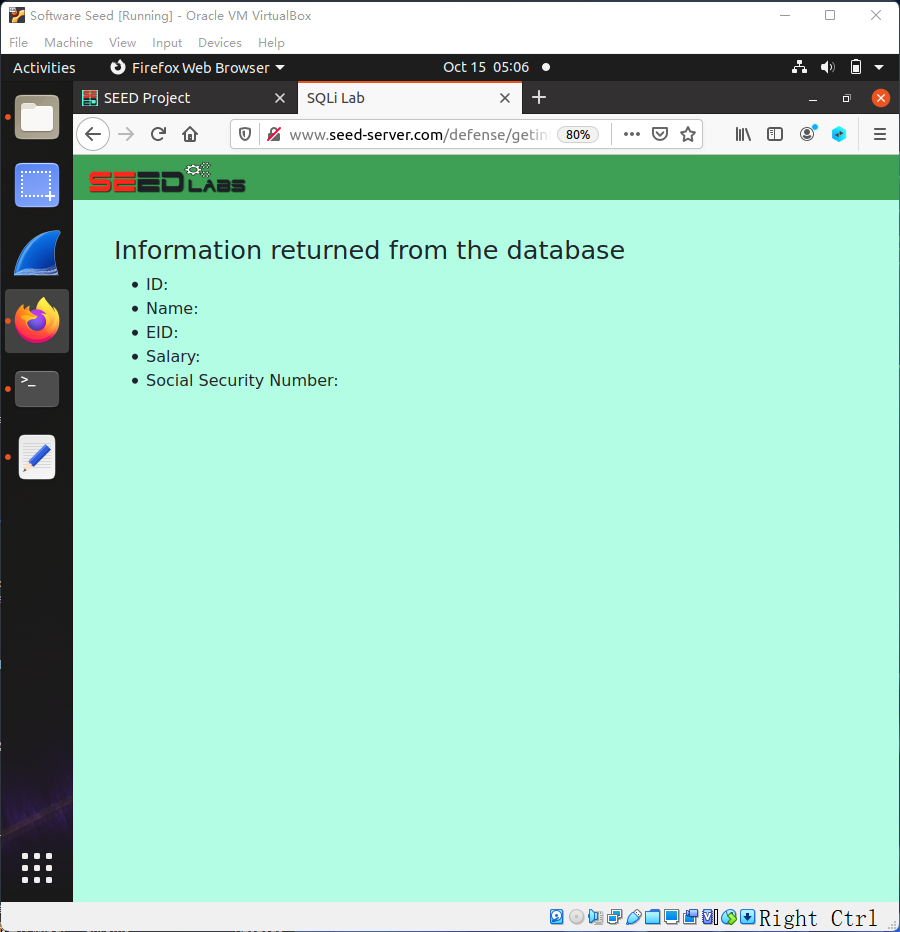 Software Seed [Running] - Oracle VM VirtualBox
File Machine View Input Devices Help
Activities Firefox Web Browser Oct 15 05:06
SEED Project SQLi Lab
www.seed-server.com/defense/getin 80%
SEED LABS
Information returned from the database
• ID:
• Name:
• EID:
• Salary:
• Social Security Number:
>_
Right Ctrl